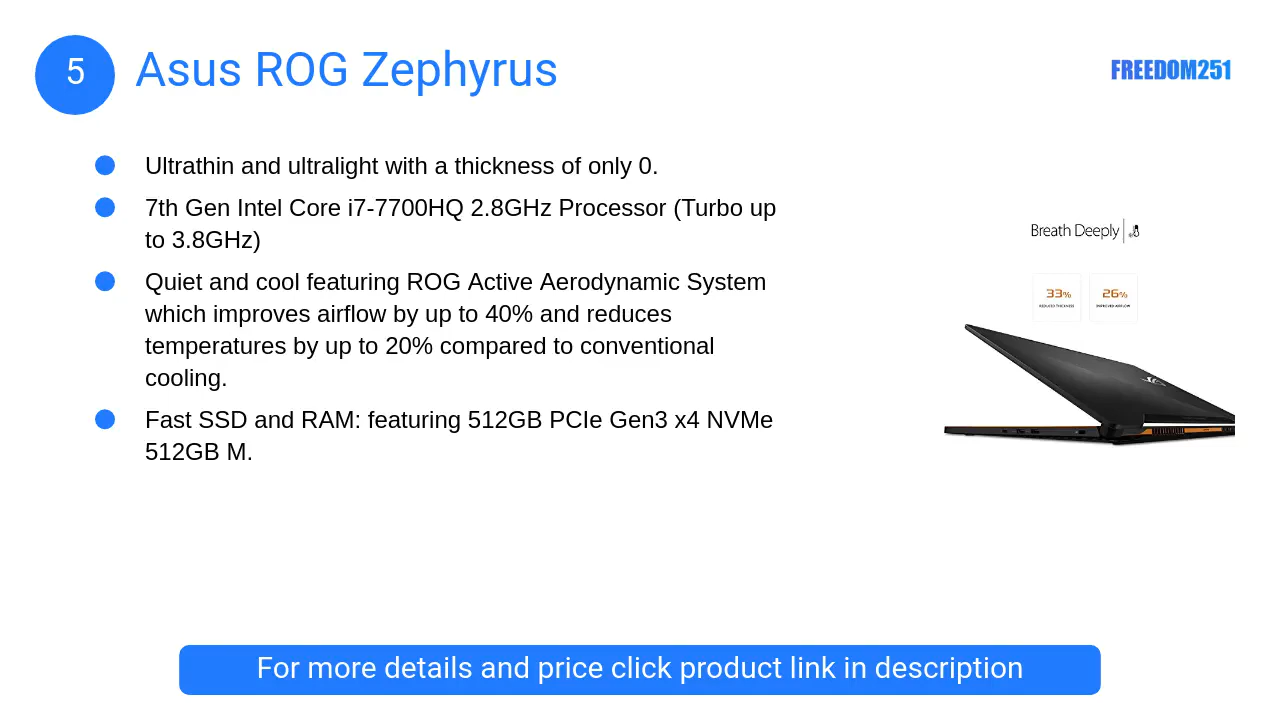 5
Asus ROG Zephyrus
FREEDOM251
Ultrathin and ultralight with a thickness of only 0.
7th Gen Intel Core i7-7700HQ 2.8GHz Processor (Turbo up
to 3.8GHz)
Quiet and cool featuring ROG Active Aerodynamic System
which improves airflow by up to 40% and reduces
temperatures by up to 20% compared to conventional
cooling.
Fast SSD and RAM: featuring 512GB PCIe Gen3 x4 NVMe
512GB M.
Breath Deeply
33%
REDUCED THICKNESS
26%
IMPROVED AIRFLOW
For more details and price click product link in description